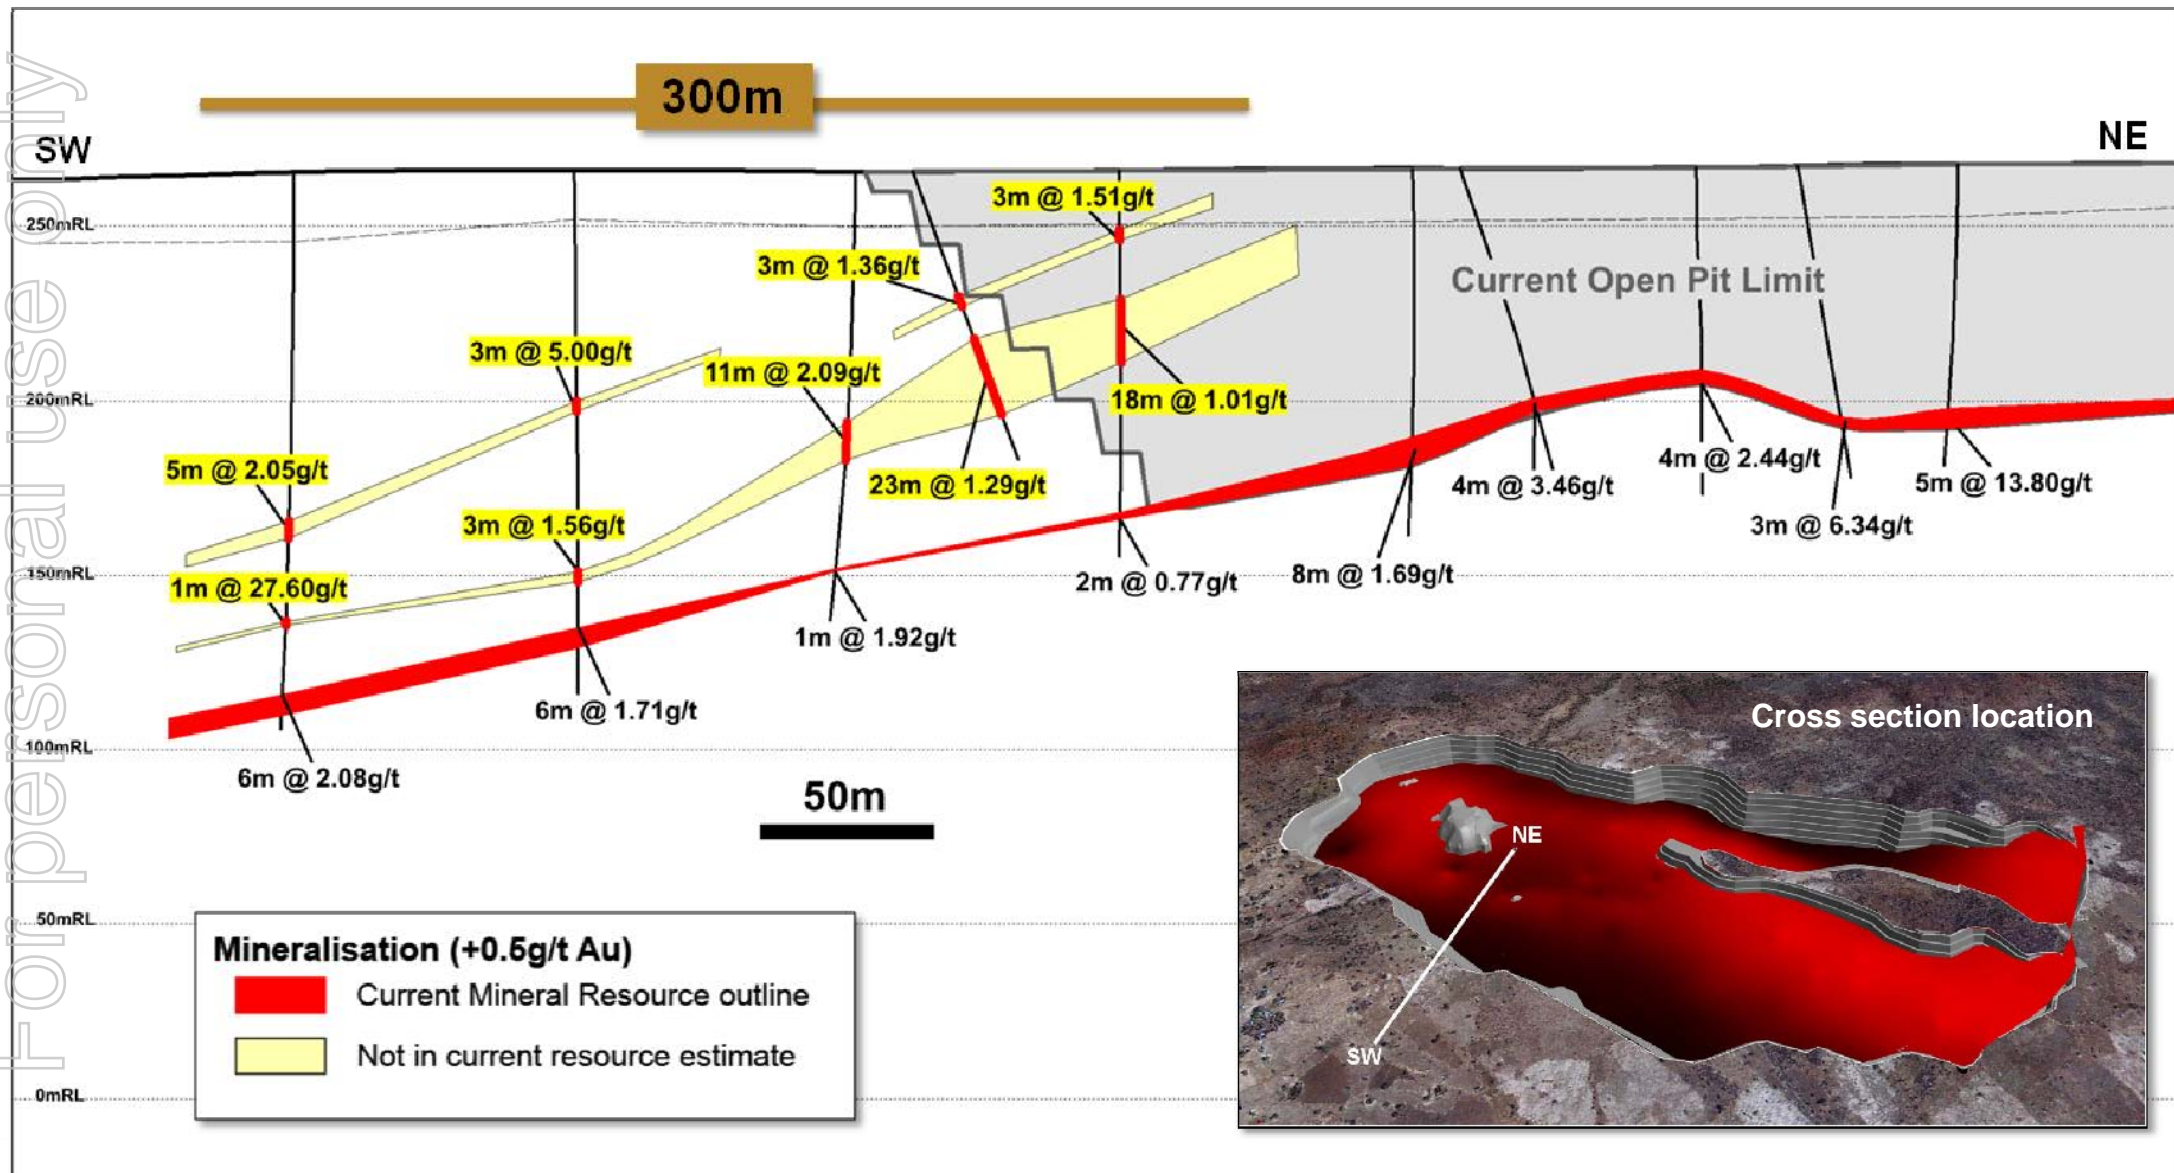 For personal use only
300m
SW
NE
250mRL
3m @ 1.51g/t
3m @ 1.36g/t
Current Open Pit Limit
3m @ 5.00g/t
11m @ 2.09g/t
200mRL
18m @ 1.01g/t
5m @ 2.05g/t
23m @ 1.29g/t
4m @ 3.46g/t
4m @ 2.44g/t
5m @ 13.80g/t
3m @ 1.56g/t
3m @ 6.34g/t
150mRL
1m @ 27.60g/t
2m @ 0.77g/t
8m @ 1.69g/t
1m @ 1.92g/t
6m @ 1.71g/t
100mRL
6m @ 2.08g/t
50m
Cross section location
NE
SW
50mRL
Mineralisation (+0.5g/t Au)
Current Mineral Resource outline
Not in current resource estimate
0mRL